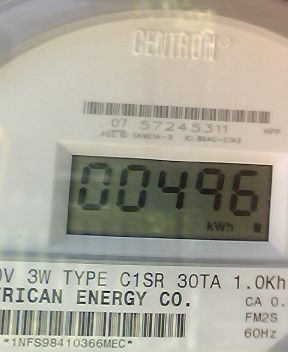 CENTRON®
07 57245311
00496
kWh
0V 3W TYPE C1SR 30TA 1.0Kh
ERICAN ENERGY CO. CA 0.
FM2S
60Hz
*1NFS98410366MEC*